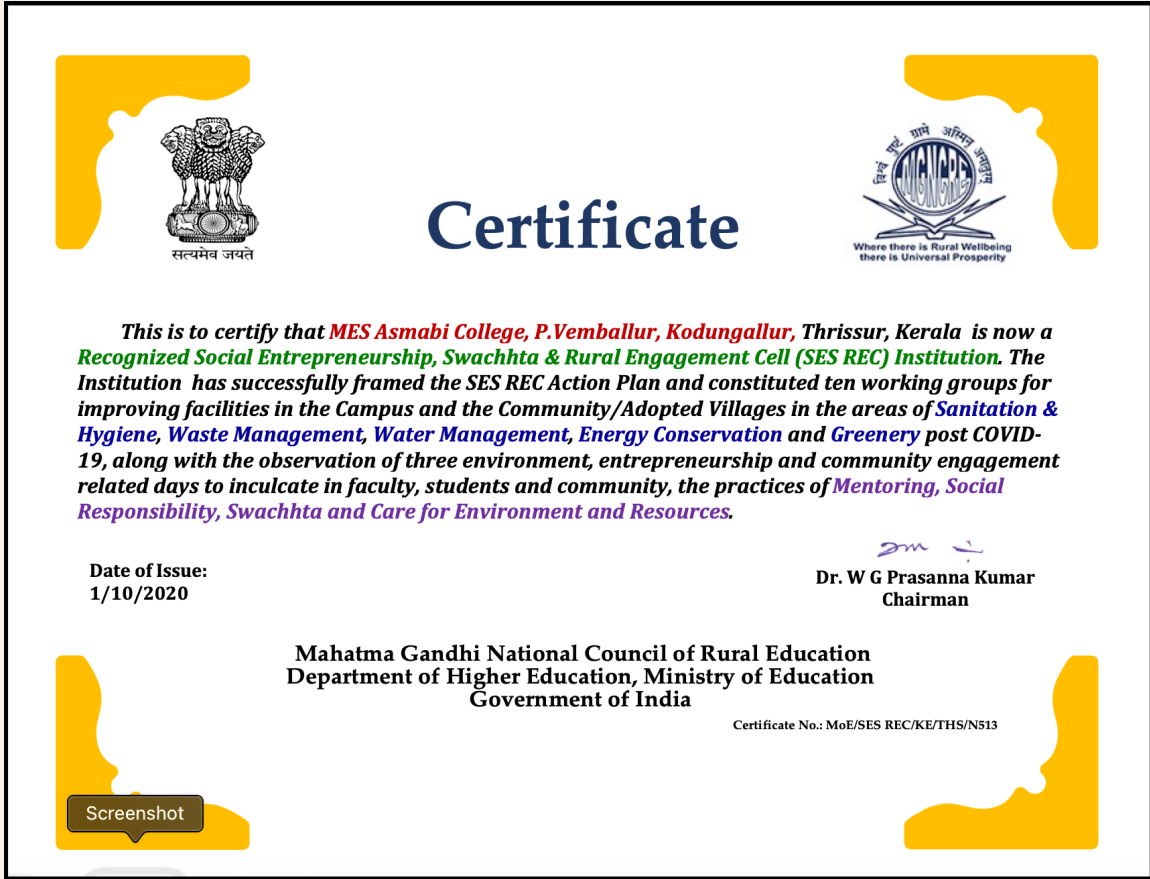 सत्यमेव जयते
Certificate
विश्वं पुष्टं ग्रामे अस्मिन् अनातुरम्
MGNCRE
Where there is Rural Wellbeing
there is Universal Prosperity
This is to certify that MES Asmabi College, P.Vemballur, Kodungallur, Thrissur, Kerala is now a
Recognized Social Entrepreneurship, Swachhta & Rural Engagement Cell (SES REC) Institution. The
Institution has successfully framed the SES REC Action Plan and constituted ten working groups for
improving facilities in the Campus and the Community/Adopted Villages in the areas of Sanitation &
Hygiene, Waste Management, Water Management, Energy Conservation and Greenery post COVID-
19, along with the observation of three environment, entrepreneurship and community engagement
related days to inculcate in faculty, students and community, the practices of Mentoring, Social
Responsibility, Swachhta and Care for Environment and Resources.
Date of Issue:
1/10/2020
Dr. W G Prasanna Kumar
Chairman
Mahatma Gandhi National Council of Rural Education
Department of Higher Education, Ministry of Education
Government of India
Certificate No.: MoE/SES REC/KE/THS/N513
Screenshot